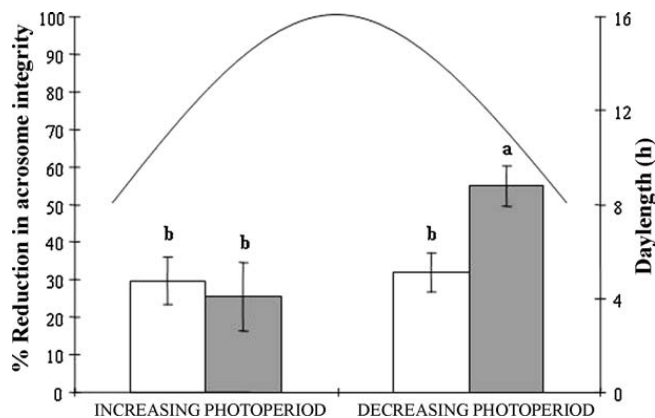 % Reduction in acrosome integrity
100
90
80
70
60
50
40
30
20
10
0
b
b
b
a
16
12
8
4
0
Daylength (h)
INCREASING PHOTOPERIOD
DECREASING PHOTOPERIOD